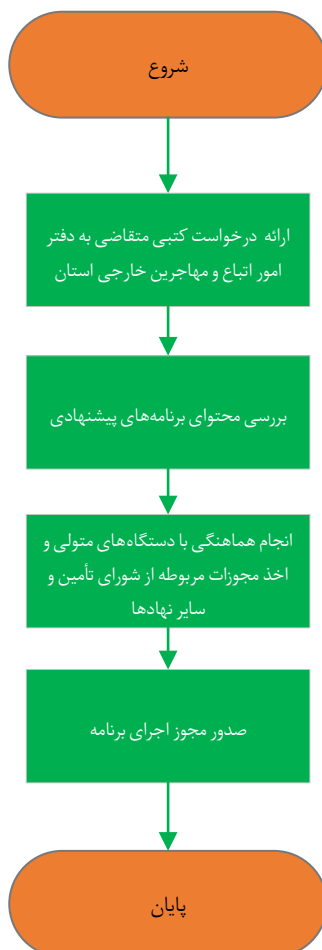 شروع
ارائه درخواست کتبی متقاضی به دفتر
امور اتباع و مهاجرین خارجی استان
بررسی محتوای برنامه‌های پیشنهادی
انجام هماهنگی با دستگاه‌های متولی و
اخذ مجوزات مربوطه از شورای تأمین و
سایر نهادها
صدور مجوز اجرای برنامه
پایان